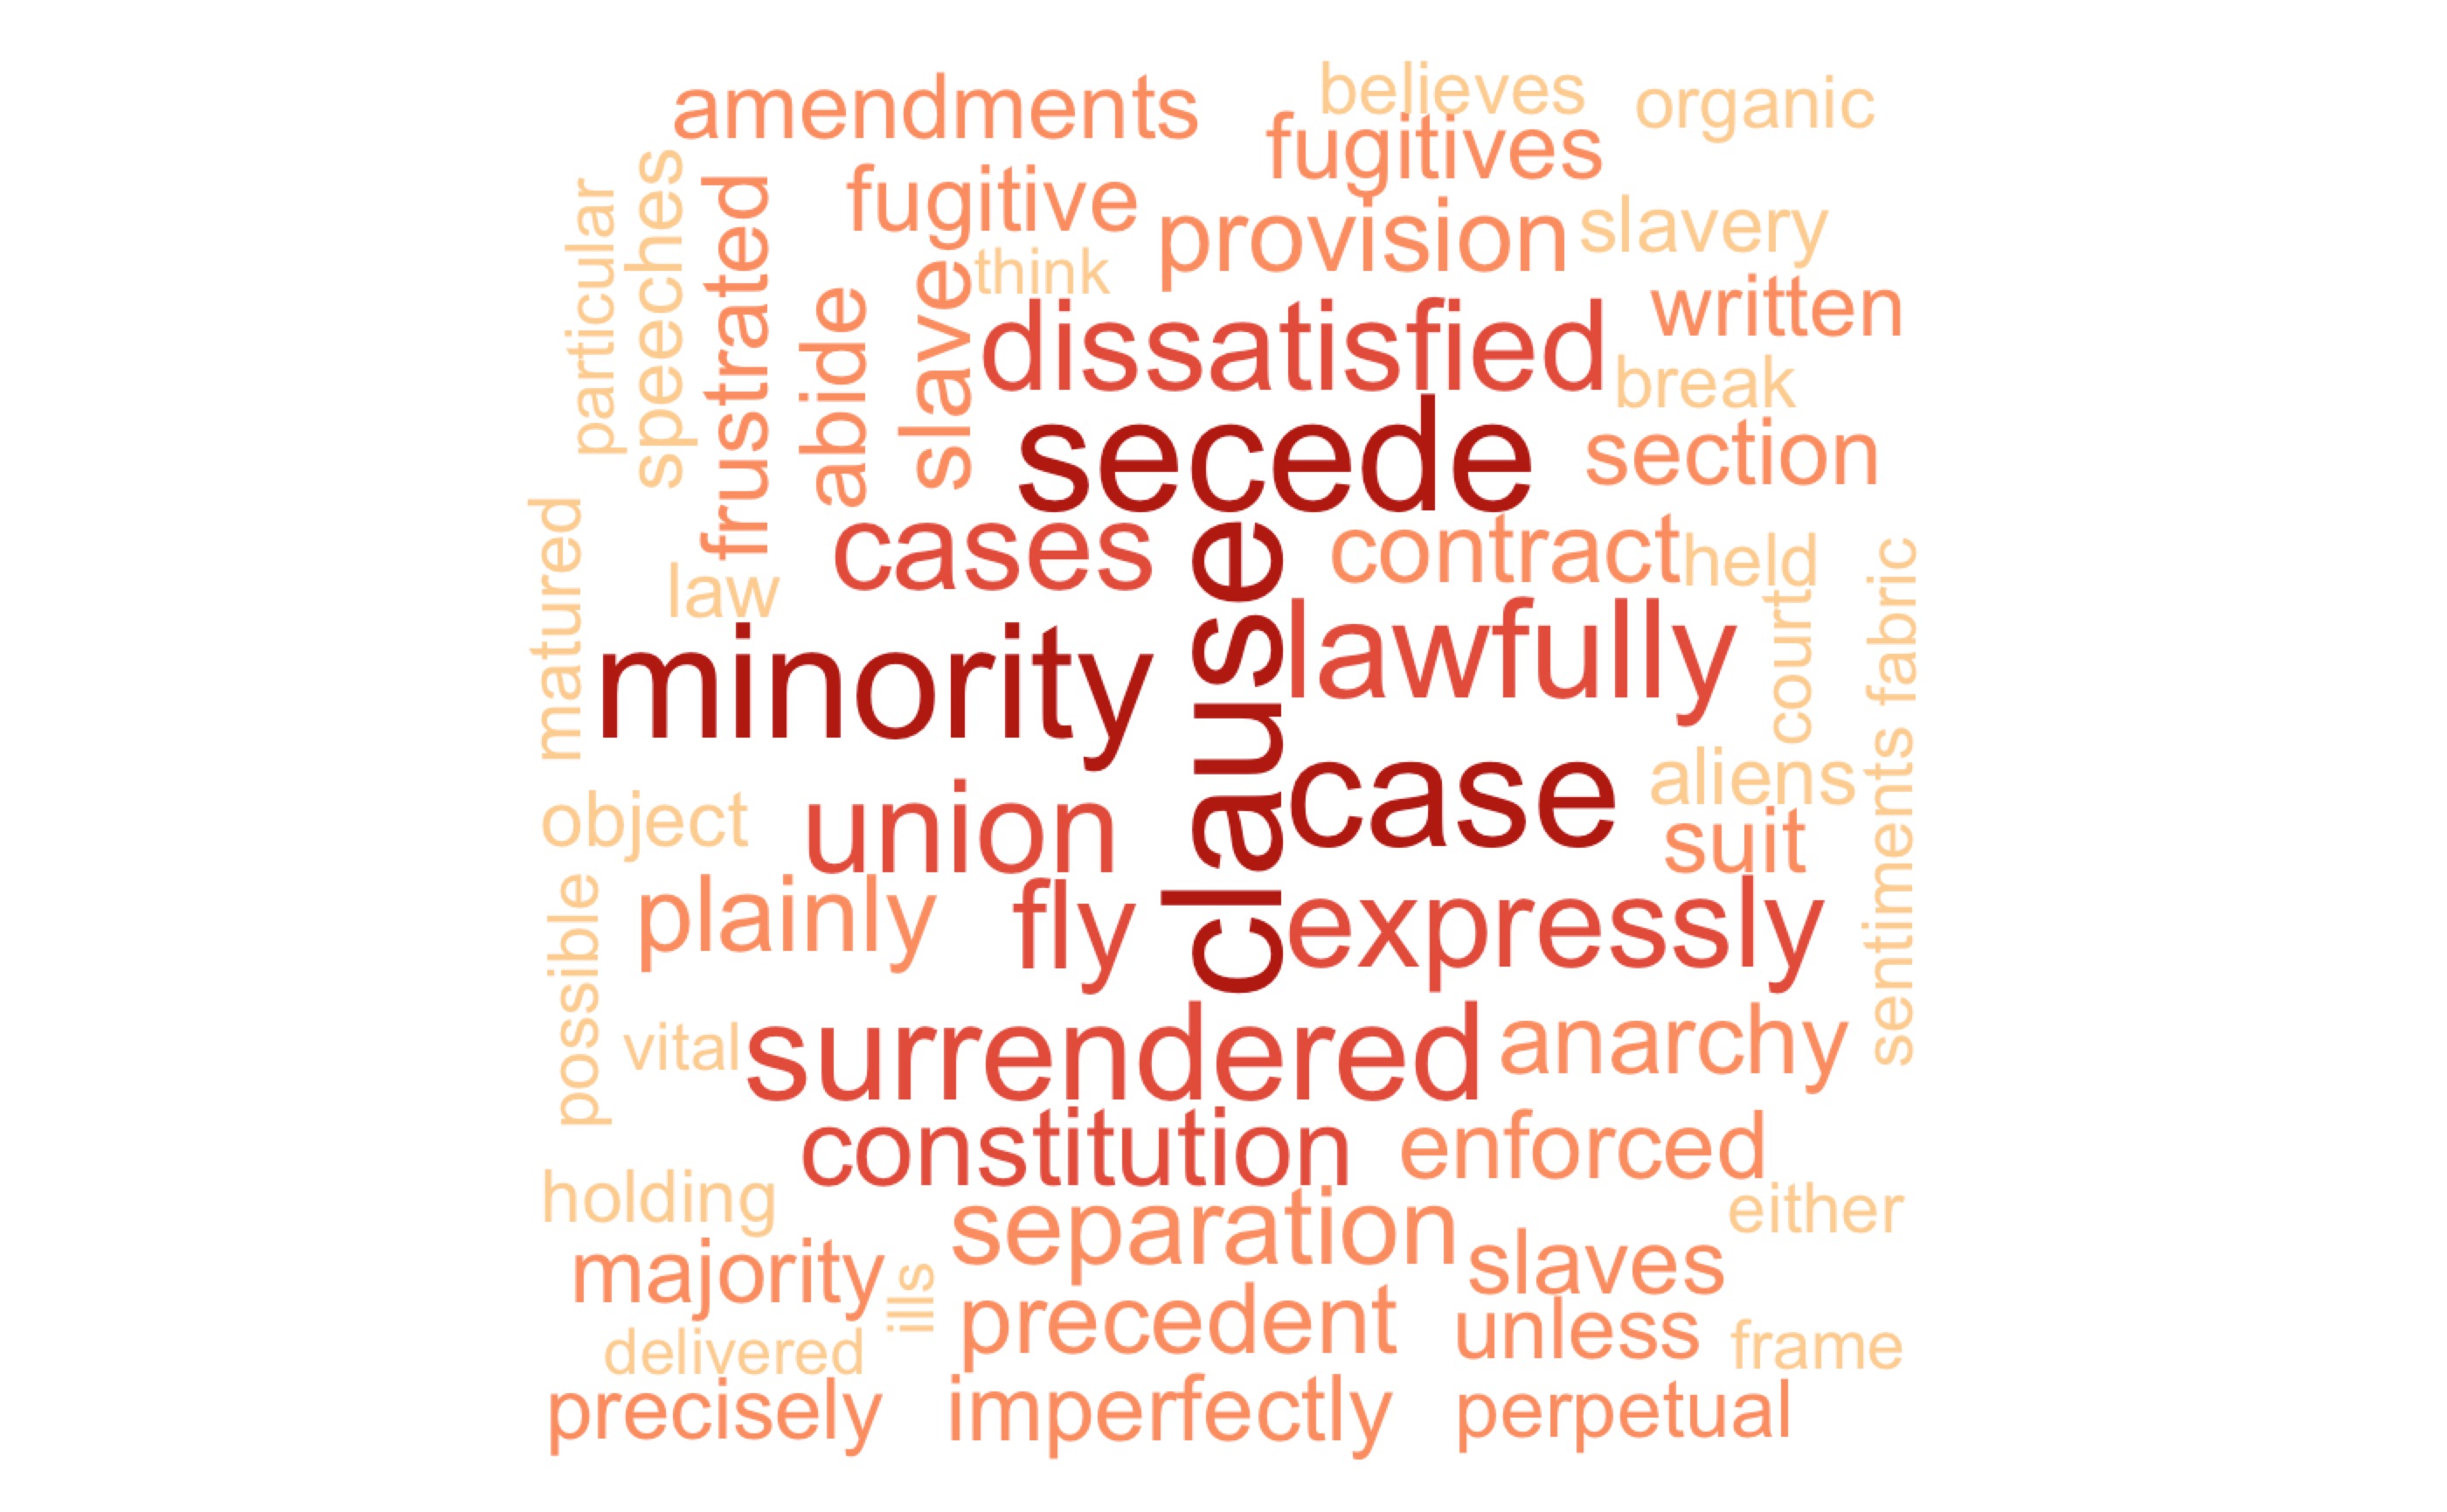 believes
amendments
organic
fugitives
speeches
particular
frustrated
fugitive
slavery
provision
think
slave
written
abide
dissatisfied
break
secede
section
matured
cases
contract
held
law
clause
court
fabric
lawfully
minority
case
aliens
sentiments
object
union
suit
plainly
fly
expressly
possible
vital
surrendered
anarchy
constitution
enforced
holding
separation
either
majority
ills
slaves
precedent
unless
delivered
frame
precisely
imperfectly
perpetual